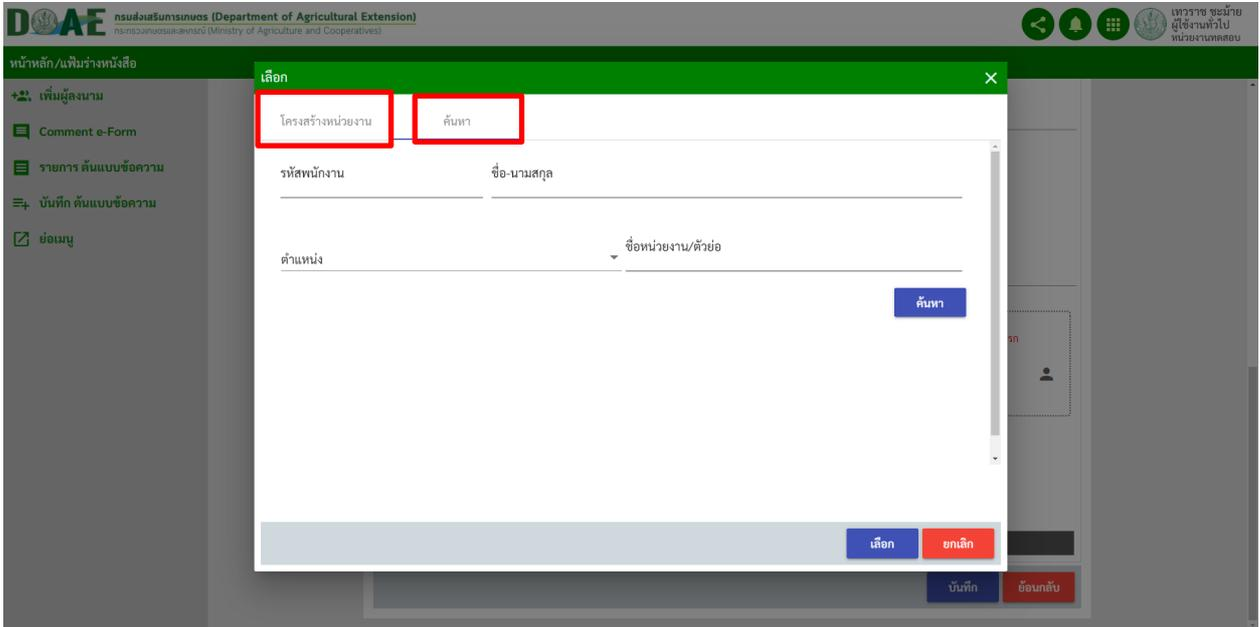 DOAE
กรมส่งเสริมการเกษตร (Department of Agricultural Extension)
กระทรวงเกษตรและสหกรณ์ (Ministry of Agriculture and Cooperatives)
เทวราช ชะม้าย
ผู้ใช้งานทั่วไป
หน่วยงานทดสอบ
หน้าหลัก/แฟ้มร่างหนังสือ
เพิ่มผู้ลงนาม
Comment e-Form
รายการ ต้นแบบข้อความ
บันทึก ต้นแบบข้อความ
ย่อเมนู
เลือก
โครงสร้างหน่วยงาน ค้นหา
รหัสพนักงาน ชื่อ-นามสกุล
ตำแหน่ง ชื่อหน่วยงาน/ตัวย่อ
ค้นหา
รก
เลือก ยกเลิก
บันทึก ย้อนกลับ